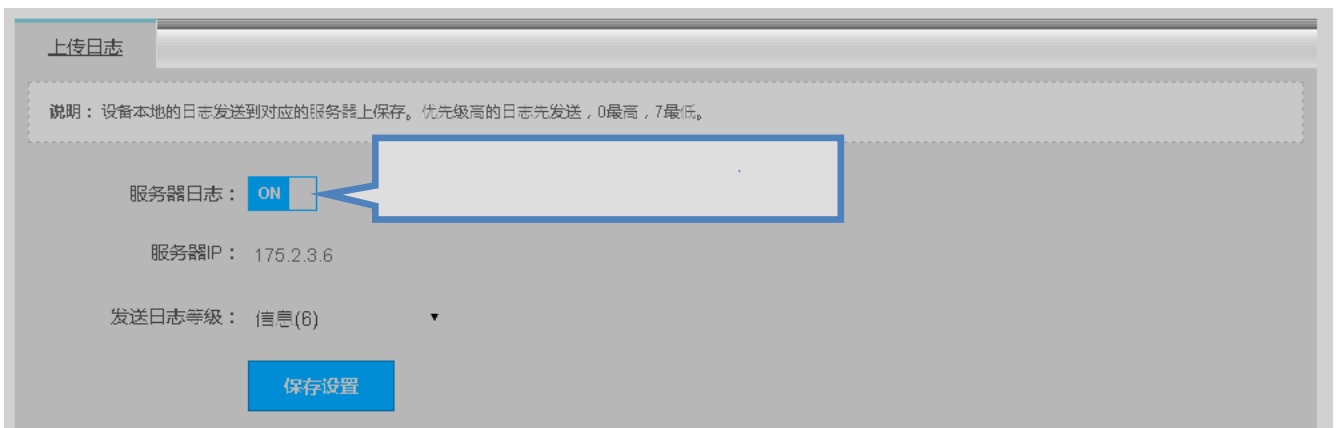 上传日志
说明：设备本地的日志发送到对应的服务器上保存。优先级高的日志先发送，0最高，7最低。
服务器日志： ON
服务器IP： 175.2.3.6
发送日志等级： 信息(6)
保存设置